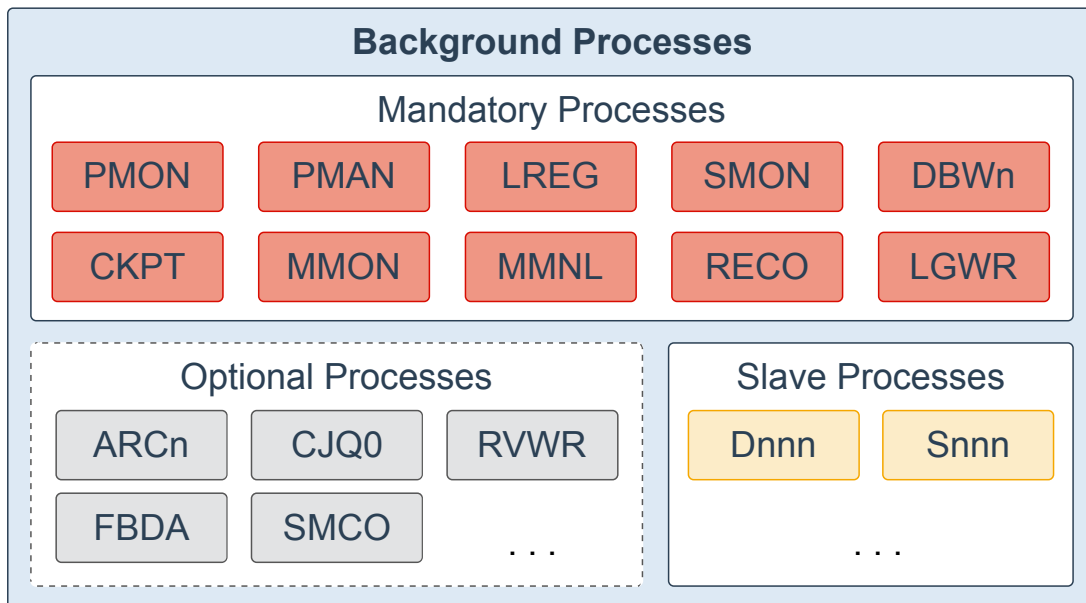 Background Processes
Mandatory Processes
PMON PMAN LREG SMON DBWn
CKPT MMON MMNL RECO LGWR
Optional Processes
ARCn CJQ0 RVWR
FBDA SMCO . . .
Slave Processes
Dnnn Snnn
. . .